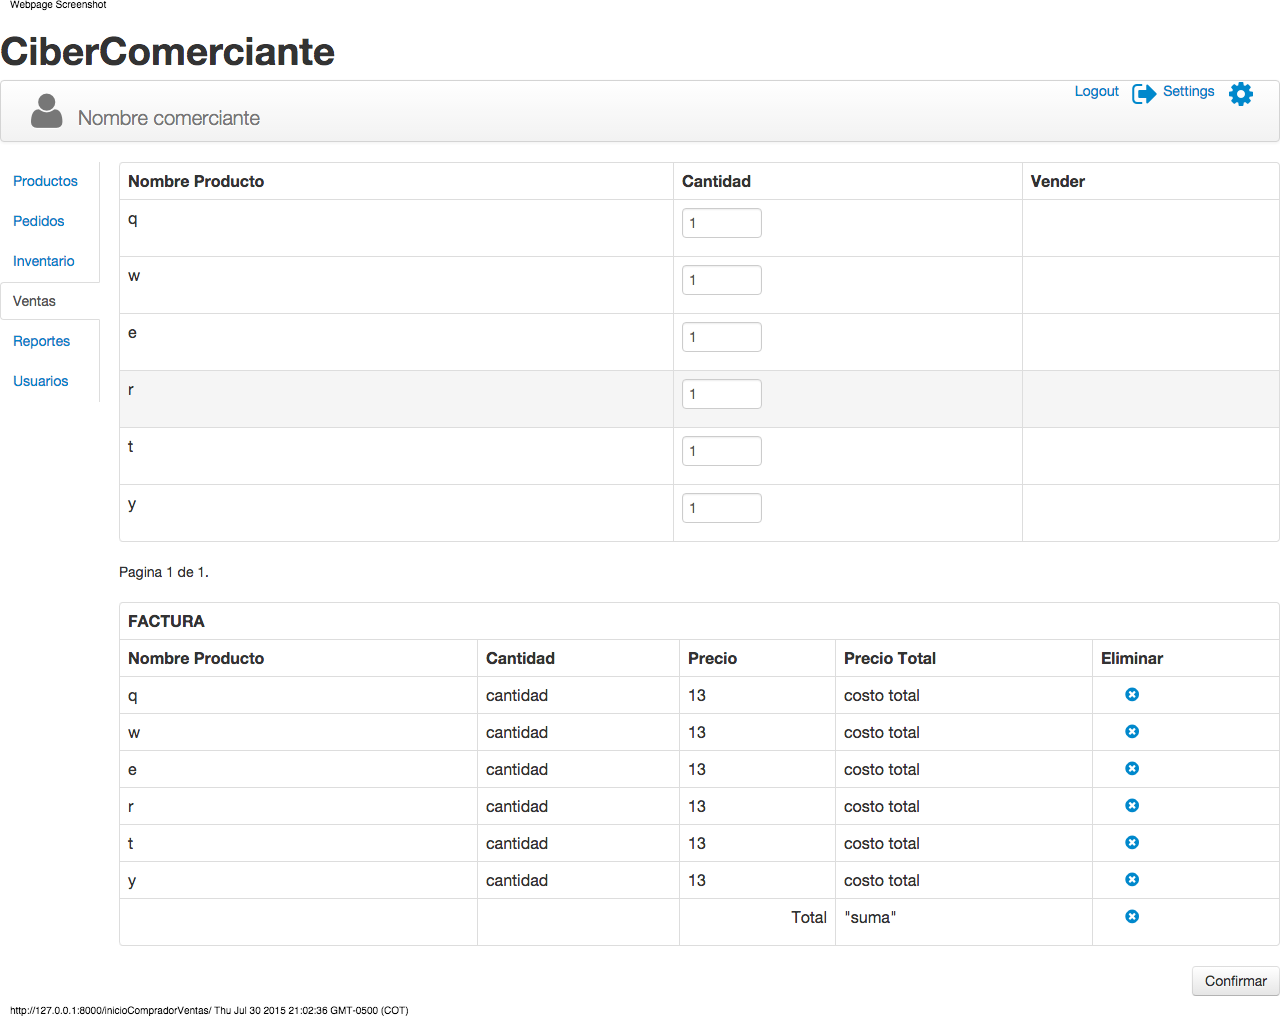 Webpage Screenshot
CiberComerciante
Logout Settings
Nombre comerciante
Productos
Pedidos
Inventario
Ventas
Reportes
Usuarios
Nombre Producto Cantidad Vender
q 1
w 1
e 1
r 1
t 1
y 1
Pagina 1 de 1.
FACTURA
Nombre Producto Cantidad Precio Precio Total Eliminar
q cantidad 13 costo total
w cantidad 13 costo total
e cantidad 13 costo total
r cantidad 13 costo total
t cantidad 13 costo total
y cantidad 13 costo total
Total "suma"
Confirmar
http://127.0.0.1:8000/inicioCompradorVentas/ Thu Jul 30 2015 21:02:36 GMT-0500 (COT)